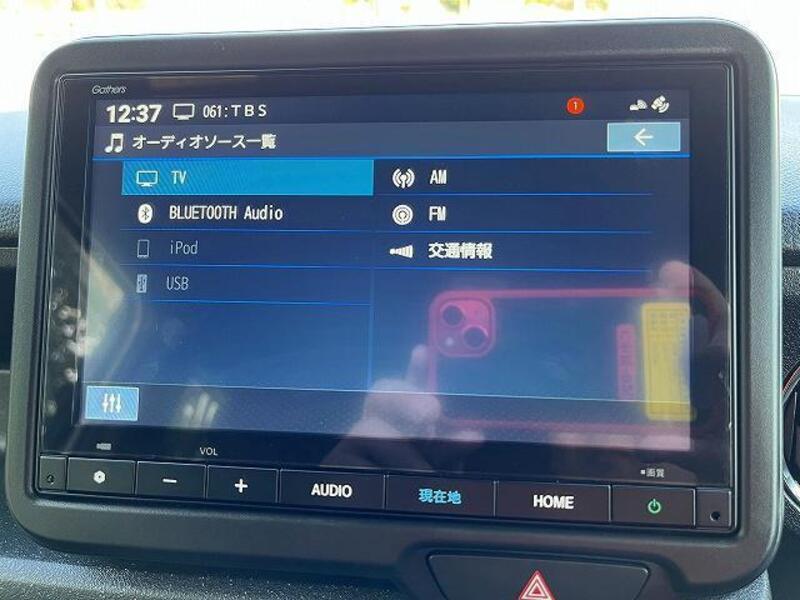 Gathers
12:37 061:TBS
1
オーディオソース一覧
TV
AM
BLUETOOTH Audio
FM
iPod
交通情報
USB
VOL
画質
AUDIO
現在地
HOME